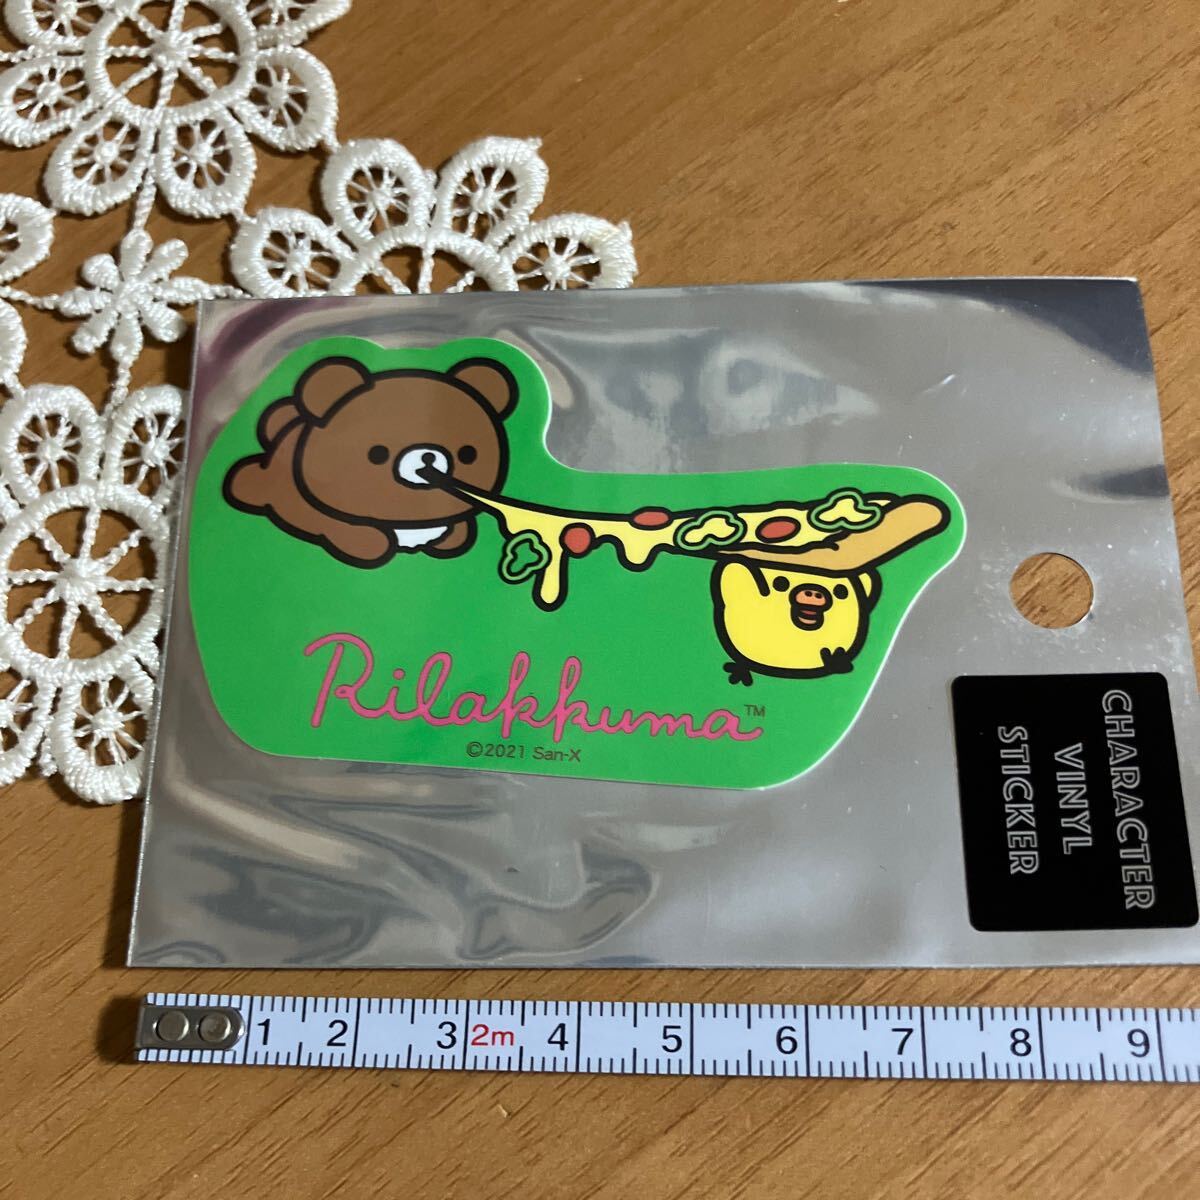 Rilakkuma™
©2021 San-X
CHARACTER
VINYL
STICKER
1 2 3 2m 4 5 6 7 8 9